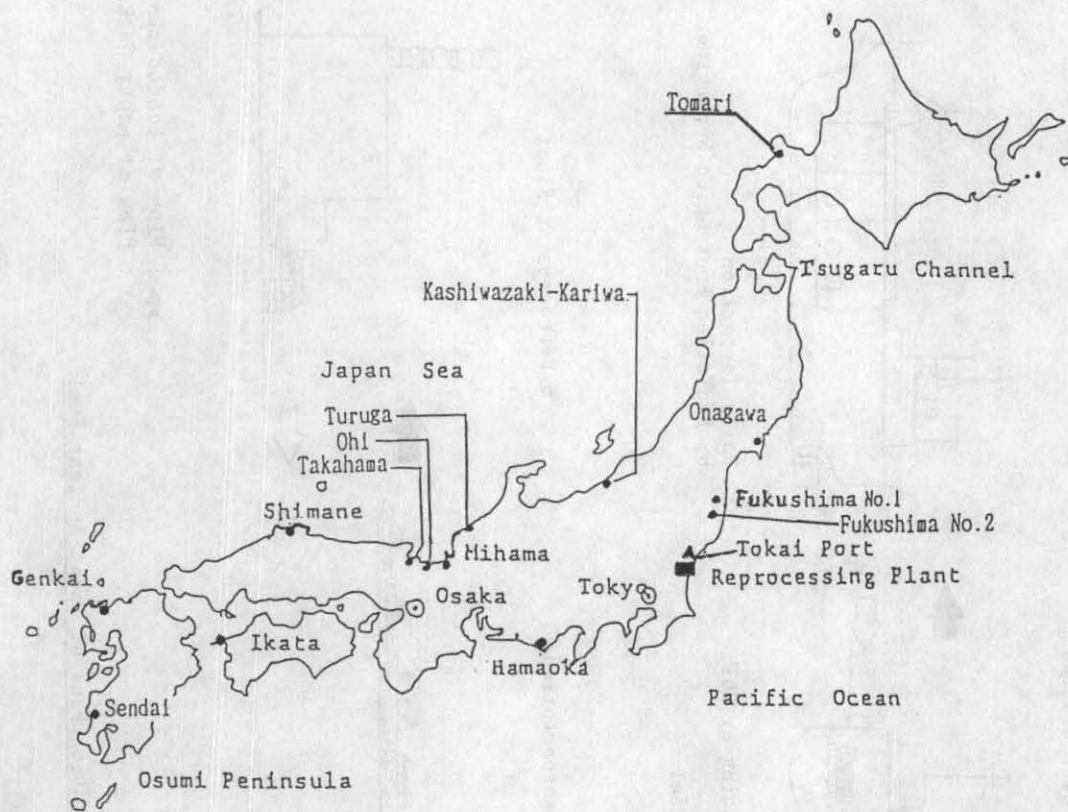 Tomari
Tsugaru Channel
Kashiwazaki-Kariwa
Japan Sea
Turuga
Onagawa
Ohi
Takahama
Fukushima No.1
Shimane
Fukushima No.2
Mihama
Tokai Port
Genkai
Tokyo
Reprocessing Plant
Osaka
Ikata
Hamaoka
Pacific Ocean
Sendai
Osumi Peninsula